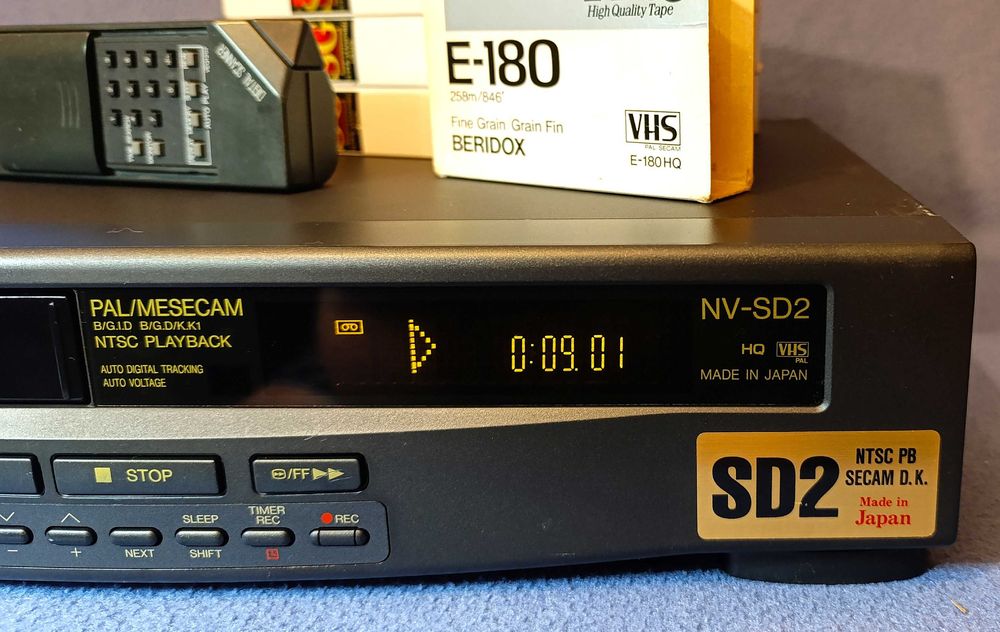 High Quality Tape
E-180
258m/846'
Fine Grain Grain Fin
BERIDOX
VHS
PAL SECAM
E-180HQ
DIGITAL SCANNER
PAL/MESECAM
B/G.I.D B/G.D/K.K1
NTSC PLAYBACK
AUTO DIGITAL TRACKING
AUTO VOLTAGE
0:09.01
NV-SD2
HQ VHS
PAL
MADE IN JAPAN
STOP
/FF
SLEEP
TIMER
REC
REC
−
+
NEXT
SHIFT
SD2
NTSC PB
SECAM D.K.
Made in
Japan